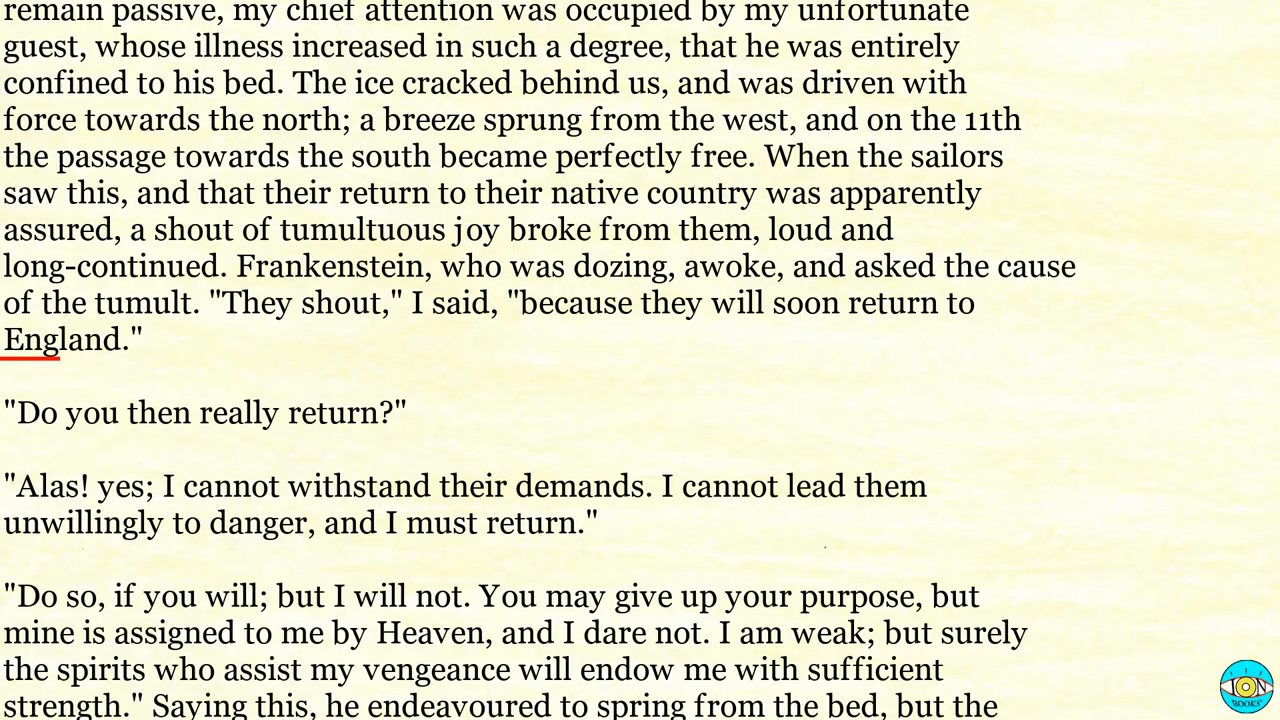 remain passive, my chief attention was occupied by my unfortunate
guest, whose illness increased in such a degree, that he was entirely
confined to his bed. The ice cracked behind us, and was driven with
force towards the north; a breeze sprung from the west, and on the 11th
the passage towards the south became perfectly free. When the sailors
saw this, and that their return to their native country was apparently
assured, a shout of tumultuous joy broke from them, loud and
long-continued. Frankenstein, who was dozing, awoke, and asked the cause
of the tumult. "They shout," I said, "because they will soon return to
England."
"Do you then really return?"
"Alas! yes; I cannot withstand their demands. I cannot lead them
unwillingly to danger, and I must return."
"Do so, if you will; but I will not. You may give up your purpose, but
mine is assigned to me by Heaven, and I dare not. I am weak; but surely
the spirits who assist my vengeance will endow me with sufficient
strength." Saying this, he endeavoured to spring from the bed, but the
ION
BOOKS